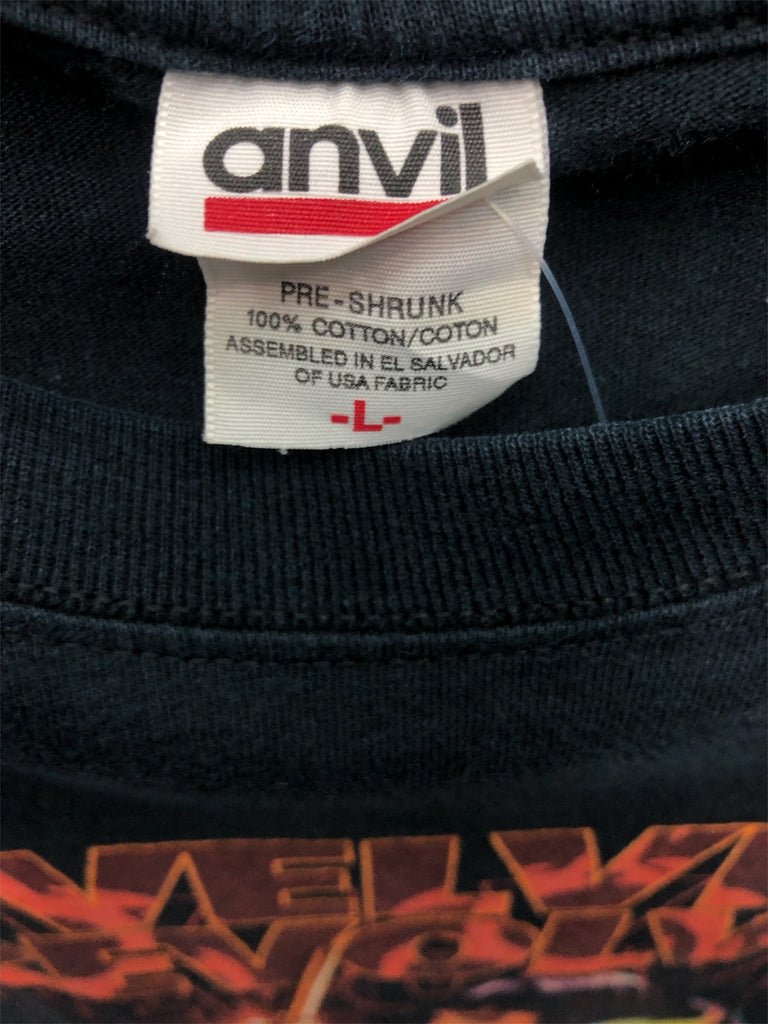 anvil
PRE-SHRUNK
100% COTTON/COTON
ASSEMBLED IN EL SALVADOR
OF USA FABRIC
-L-